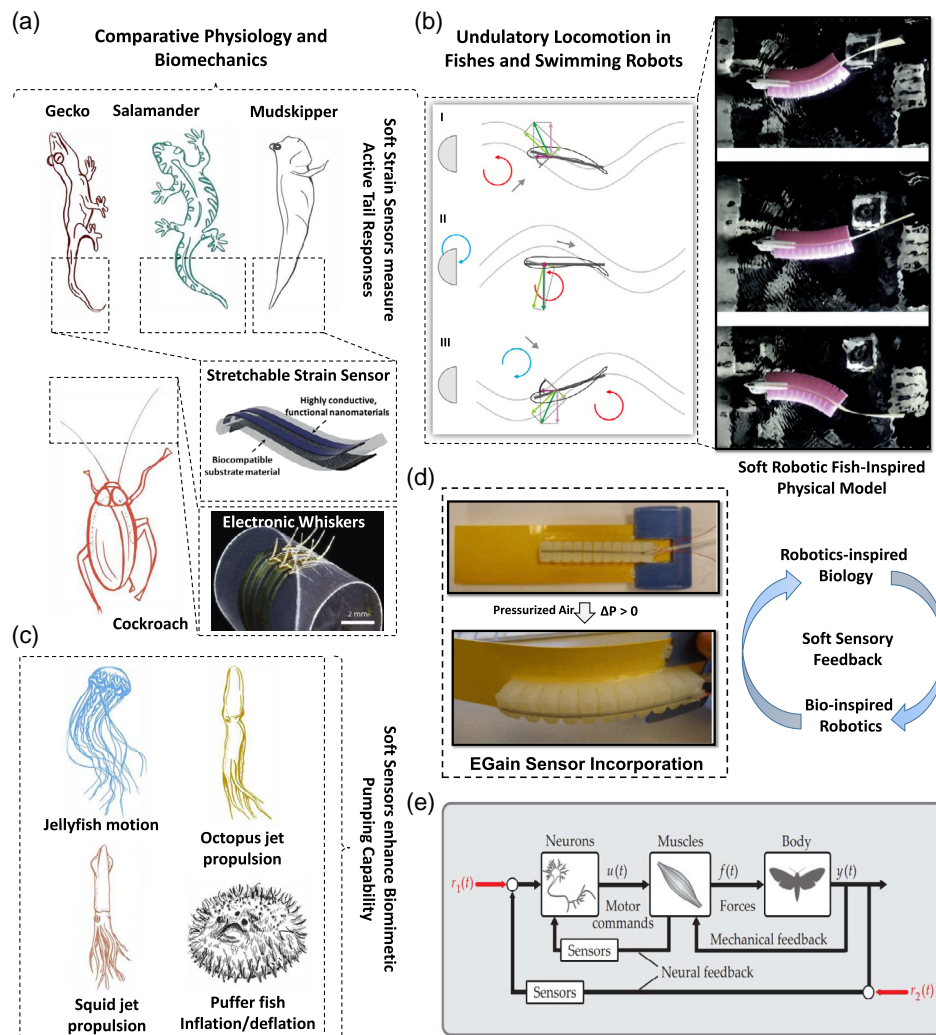 (a)
Comparative Physiology and
Biomechanics
Gecko
Salamander
Mudskipper
Soft Strain Sensors measure
Active Tail Responses
Stretchable Strain Sensor
Highly conductive,
functional nanomaterials
Biocompatible
substrate material
Electronic Whiskers
2 mm
Cockroach
(b)
Undulatory Locomotion in
Fishes and Swimming Robots
I
II
III
Soft Robotic Fish-Inspired
Physical Model
(c)
Jellyfish motion
Octopus jet
propulsion
Squid jet
propulsion
Puffer fish
Inflation/deflation
Soft Sensors enhance Biomimetic
Pumping Capability
(d)
Pressurized Air
ΔP > 0
EGain Sensor Incorporation
Robotics-inspired
Biology
Soft Sensory
Feedback
Bio-inspired
Robotics
(e)
Neurons
Muscles
Body
r₁(t)
u(t)
f(t)
y(t)
Motor
commands
Forces
Sensors
Mechanical feedback
Neural feedback
Sensors
r₂(t)